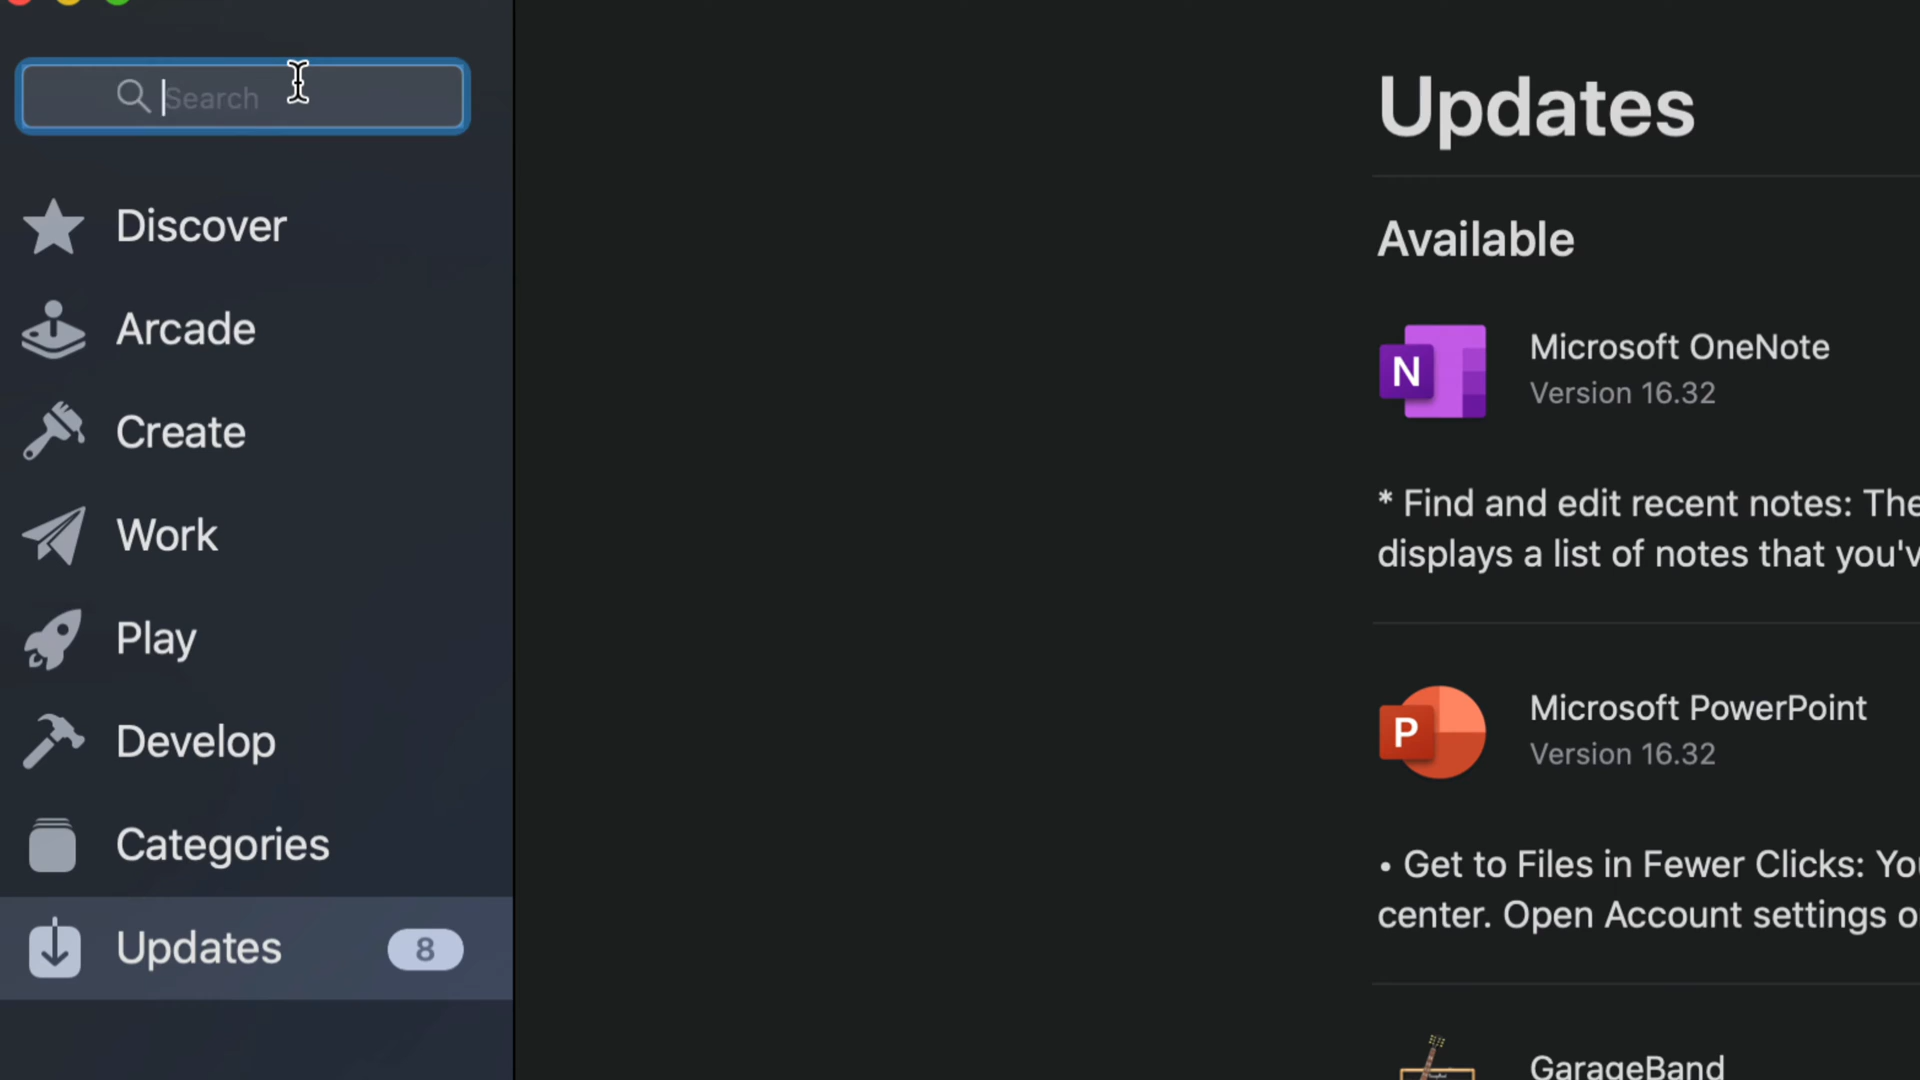 Search
Discover
Arcade
Create
Work
Play
Develop
Categories
Updates 8
Updates
Available
N
Microsoft OneNote
Version 16.32
* Find and edit recent notes: The
displays a list of notes that you'v
P
Microsoft PowerPoint
Version 16.32
• Get to Files in Fewer Clicks: You
center. Open Account settings o
GarageBand